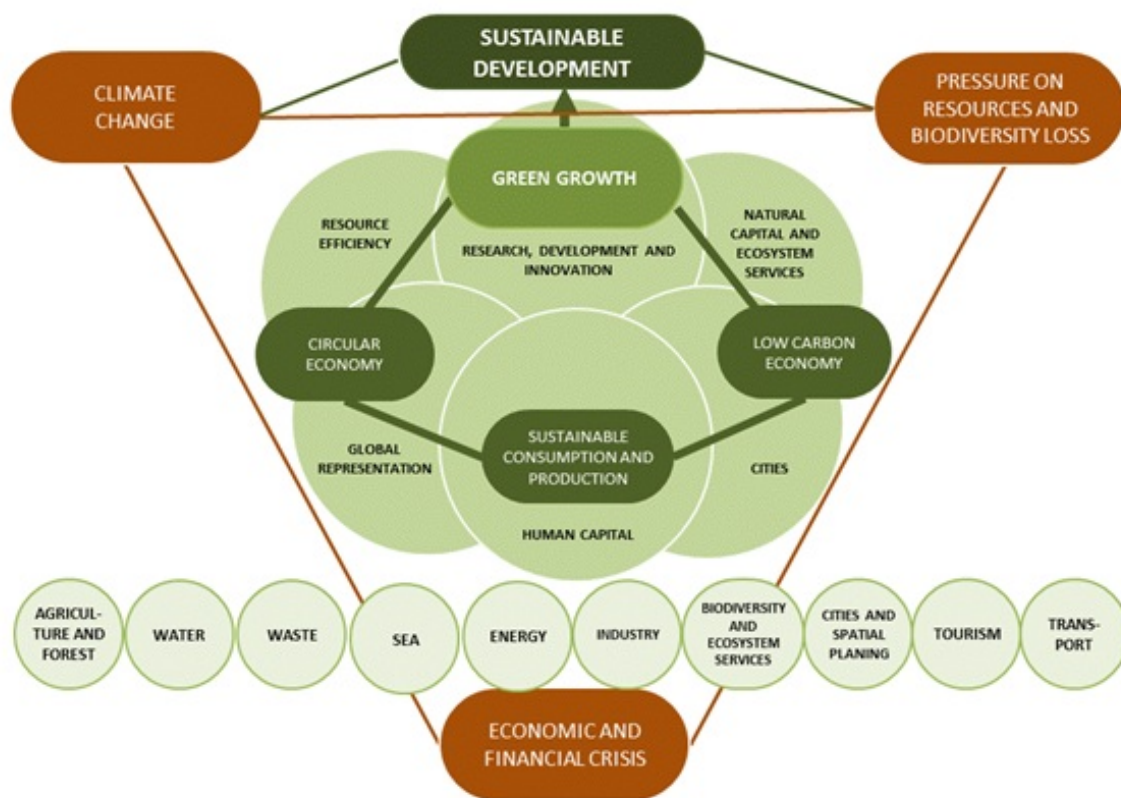 SUSTAINABLE
DEVELOPMENT
CLIMATE
CHANGE
PRESSURE ON
RESOURCES AND
BIODIVERSITY LOSS
GREEN GROWTH
RESOURCE
EFFICIENCY
RESEARCH, DEVELOPMENT AND
INNOVATION
NATURAL
CAPITAL AND
ECOSYSTEM
SERVICES
CIRCULAR
ECONOMY
LOW CARBON
ECONOMY
GLOBAL
REPRESENTATION
SUSTAINABLE
CONSUMPTION AND
PRODUCTION
CITIES
HUMAN CAPITAL
AGRICUL-
TURE AND
FOREST
WATER
WASTE
SEA
ENERGY
INDUSTRY
BIODIVERSITY
AND
ECOSYSTEM
SERVICES
CITIES AND
SPATIAL
PLANING
TOURISM
TRANS-
PORT
ECONOMIC AND
FINANCIAL CRISIS